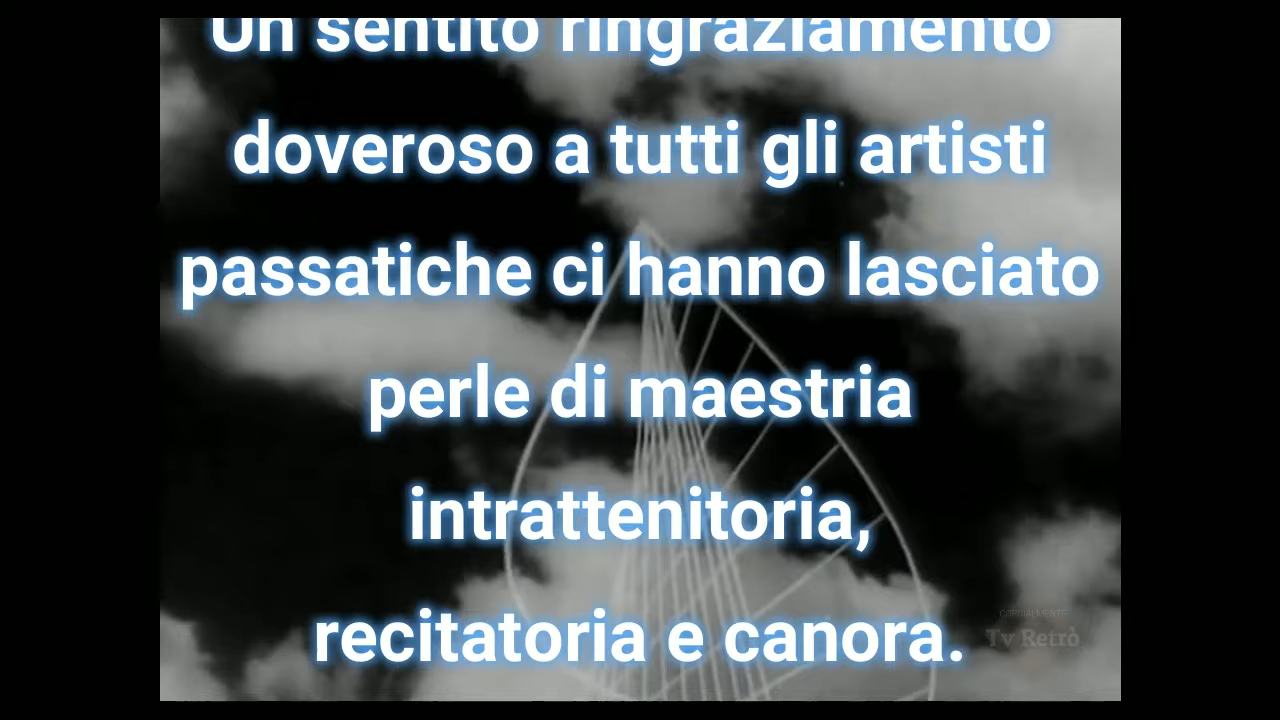 Un sentito ringraziamento
doveroso a tutti gli artisti
passatiche ci hanno lasciato
perle di maestria
intrattenitoria,
recitatoria e canora.
CORDIALMENTE
Tv Retrò